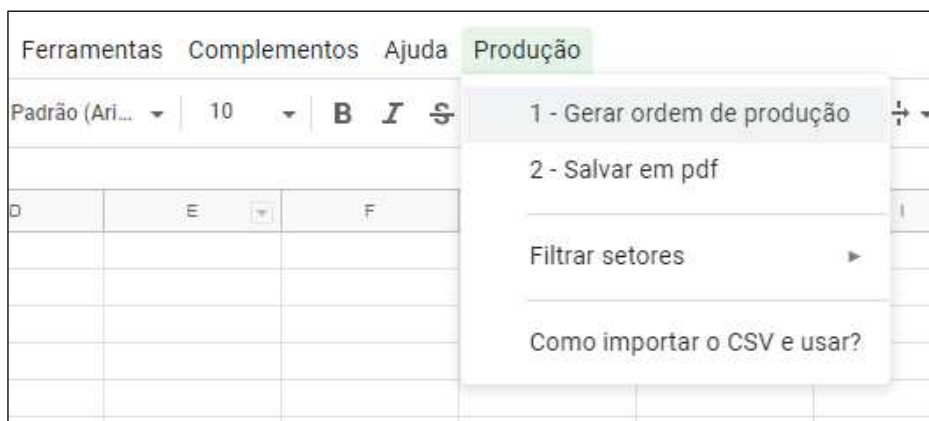 Ferramentas Complementos Ajuda Produção
Padrão (Ari... 10 B I S
1 - Gerar ordem de produção
2 - Salvar em pdf
D E F I
Filtrar setores
Como importar o CSV e usar?